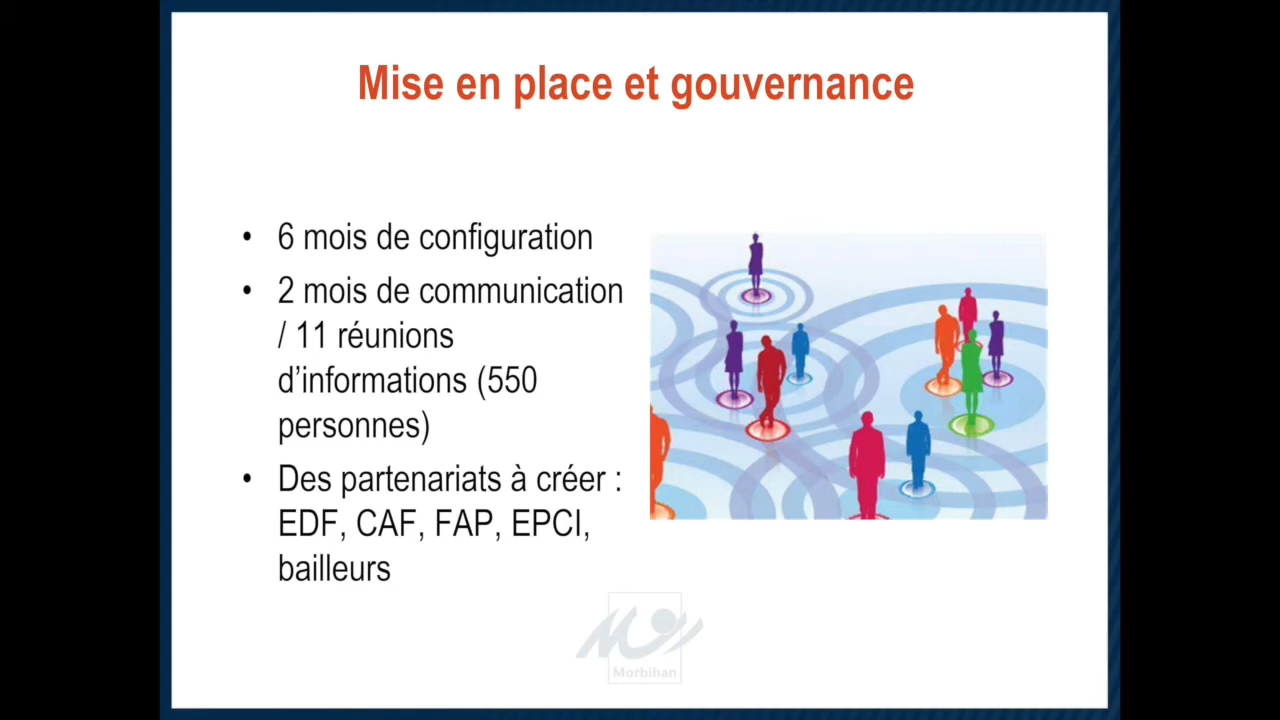 Mise en place et gouvernance
• 6 mois de configuration
• 2 mois de communication
/ 11 réunions
d’informations (550
personnes)
• Des partenariats à créer :
EDF, CAF, FAP, EPCI,
bailleurs
Morbihan